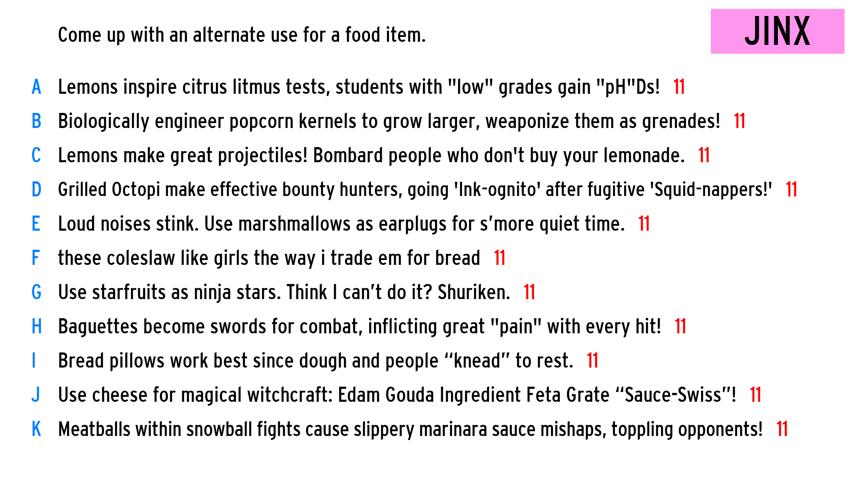 JINX
Come up with an alternate use for a food item.
A Lemons inspire citrus litmus tests, students with "low" grades gain "pH"Ds! 11
B Biologically engineer popcorn kernels to grow larger, weaponize them as grenades! 11
C Lemons make great projectiles! Bombard people who don't buy your lemonade. 11
D Grilled Octopi make effective bounty hunters, going 'Ink-ognito' after fugitive 'Squid-nappers!' 11
E Loud noises stink. Use marshmallows as earplugs for s’more quiet time. 11
F these coleslaw like girls the way i trade em for bread 11
G Use starfruits as ninja stars. Think I can’t do it? Shuriken. 11
H Baguettes become swords for combat, inflicting great "pain" with every hit! 11
I Bread pillows work best since dough and people “knead” to rest. 11
J Use cheese for magical witchcraft: Edam Gouda Ingredient Feta Grate “Sauce-Swiss”! 11
K Meatballs within snowball fights cause slippery marinara sauce mishaps, toppling opponents! 11